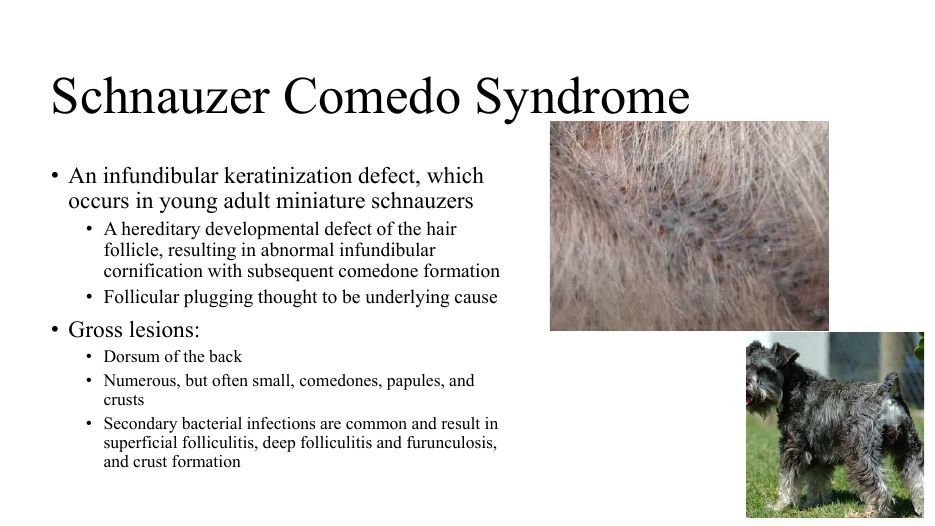 Schnauzer Comedo Syndrome
• An infundibular keratinization defect, which
occurs in young adult miniature schnauzers
• A hereditary developmental defect of the hair
follicle, resulting in abnormal infundibular
cornification with subsequent comedone formation
• Follicular plugging thought to be underlying cause
• Gross lesions:
• Dorsum of the back
• Numerous, but often small, comedones, papules, and
crusts
• Secondary bacterial infections are common and result in
superficial folliculitis, deep folliculitis and furunculosis,
and crust formation